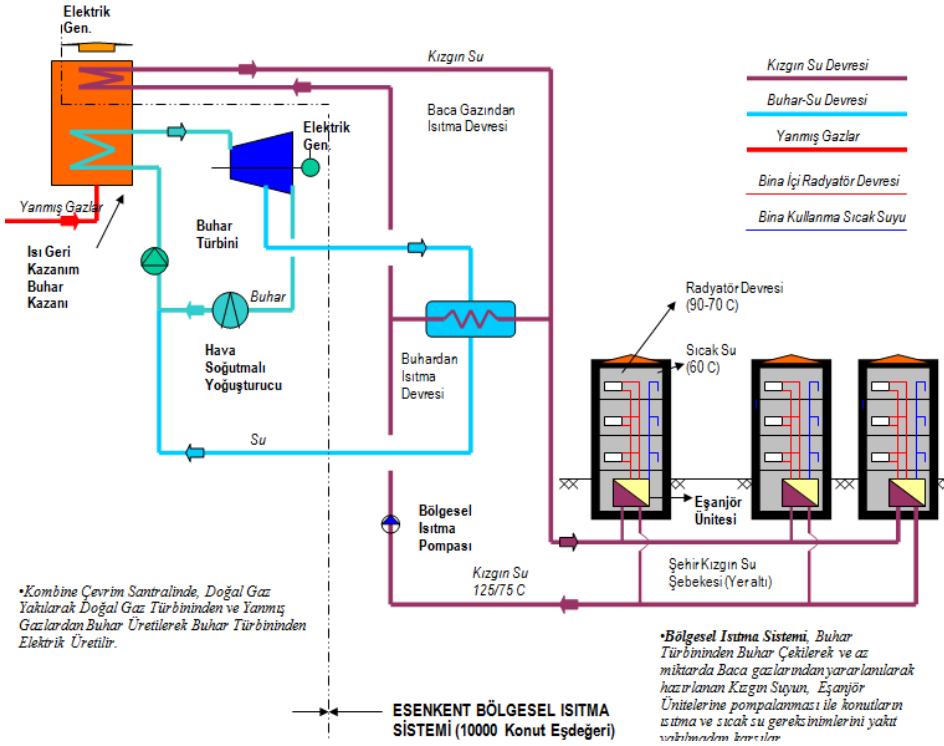 Elektrik
Gen.
Kızgın Su
Kızgın Su Devresi
Buhar-Su Devresi
Yanmış Gazlar
Bina İçi Radyatör Devresi
Bina Kullanma Sıcak Suyu
Baca Gazından
Isıtma Devresi
Elektrik
Gen.
Yanmış Gazlar
Buhar
Türbini
Isı Geri
Kazanım
Buhar
Kazanı
Buhar
Hava
Soğutmalı
Yoğuşturucu
Buhardan
Isıtma
Devresi
Radyatör Devresi
(90-70 C)
Sıcak Su
(60 C)
Su
Eşanjör
Ünitesi
Bölgesel
Isıtma
Pompası
Kızgın Su
125/75 C
Şehir Kızgın Su
Şebekesi (Yeraltı)
•Kombine Çevrim Santralinde, Doğal Gaz
Yakılarak Doğal Gaz Türbininden ve Yanmış
Gazlardan Buhar Üretilerek Buhar Türbininden
Elektrik Üretilir.
•Bölgesel Isıtma Sistemi, Buhar
Türbininden Buhar Çekilerek ve az
miktarda Baca gazlarından yararlanılarak
hazırlanan Kızgın Suyun, Eşanjör
Ünitelerine pompalanması ile konutların
ısıtma ve sıcak su gereksinimlerini yakıt
yakılmadan karşılar
ESENKENT BÖLGESEL ISITMA
SİSTEMİ (10000 Konut Eşdeğeri)